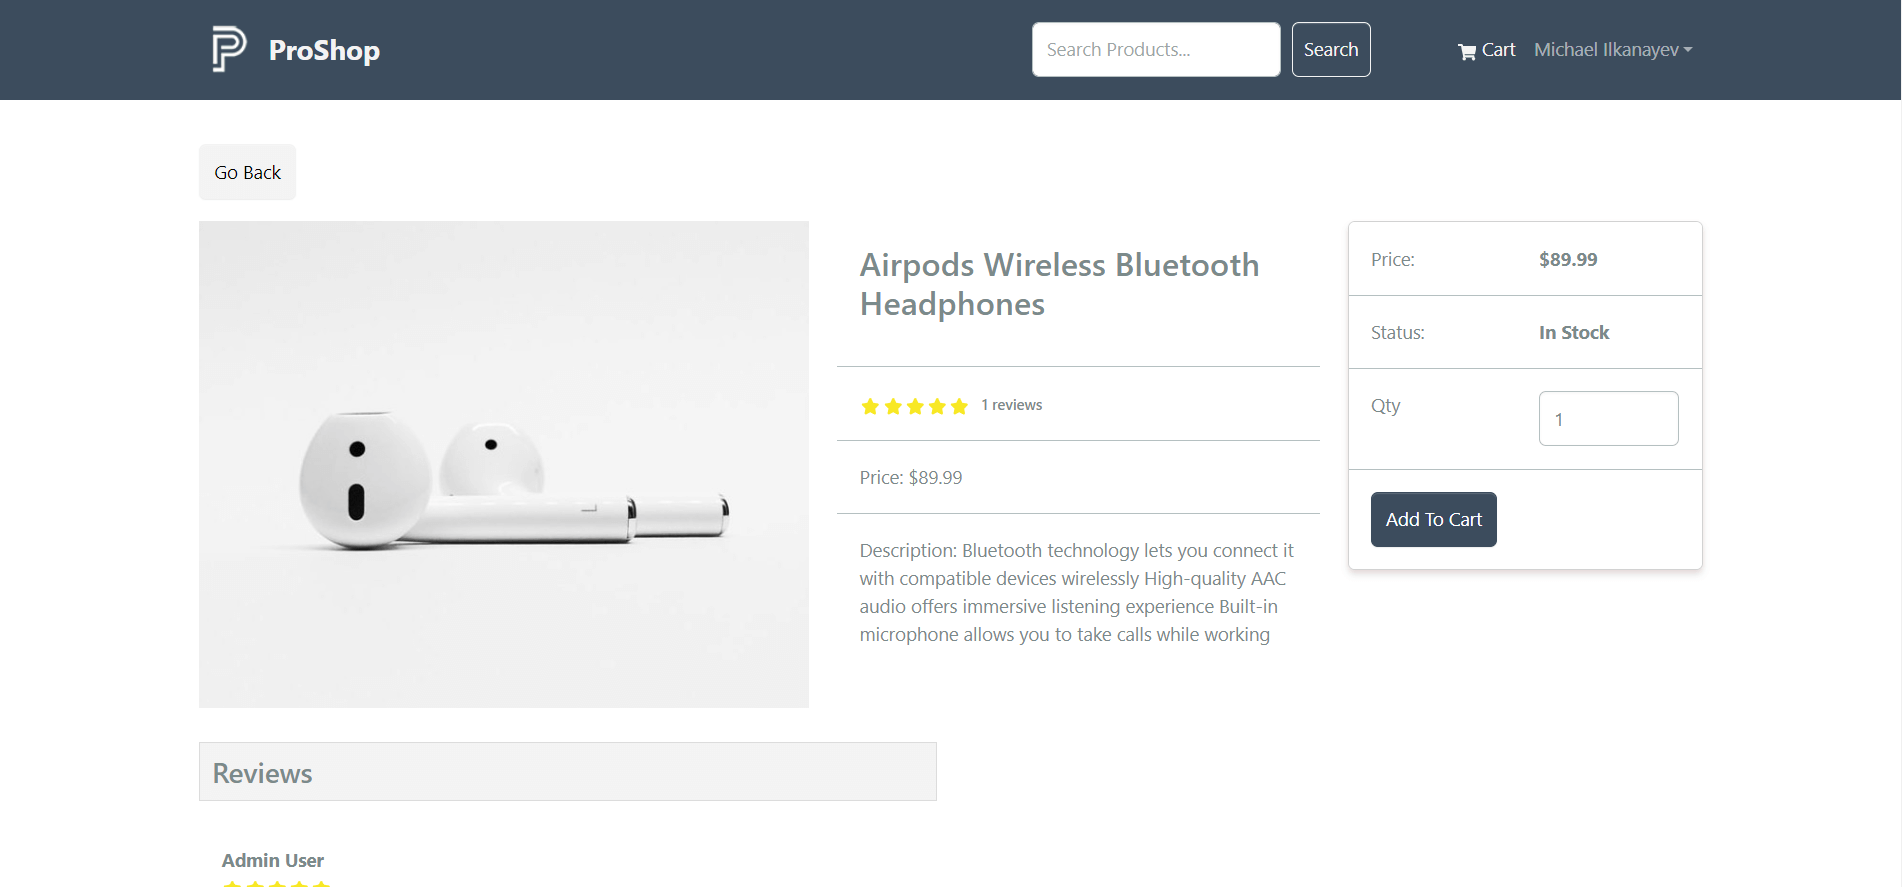 ProShop
Search Products...
Search
Cart
Michael Ilkanayev
Go Back
Airpods Wireless Bluetooth
Headphones
1 reviews
Price: $89.99
Description: Bluetooth technology lets you connect it
with compatible devices wirelessly High-quality AAC
audio offers immersive listening experience Built-in
microphone allows you to take calls while working
Price: $89.99
Status: In Stock
Qty 1
Add To Cart
Reviews
Admin User